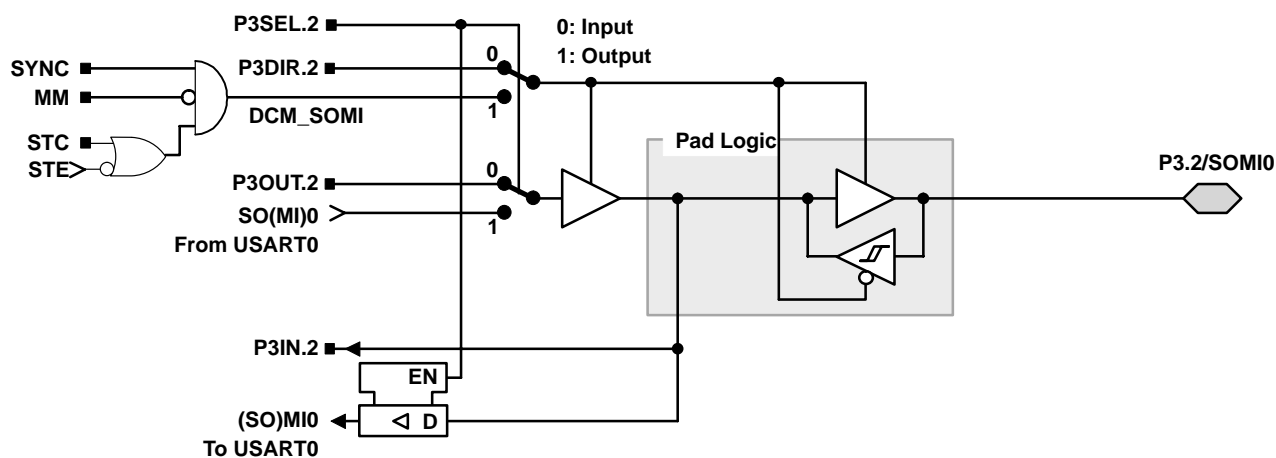 P3SEL.2
0: Input
1: Output
SYNC
P3DIR.2
0
MM
1
DCM_SOMI
STC
STE
Pad Logic
P3.2/SOMI0
P3OUT.2
0
SO(MI)0
1
From USART0
P3IN.2
EN
(SO)MI0
D
To USART0